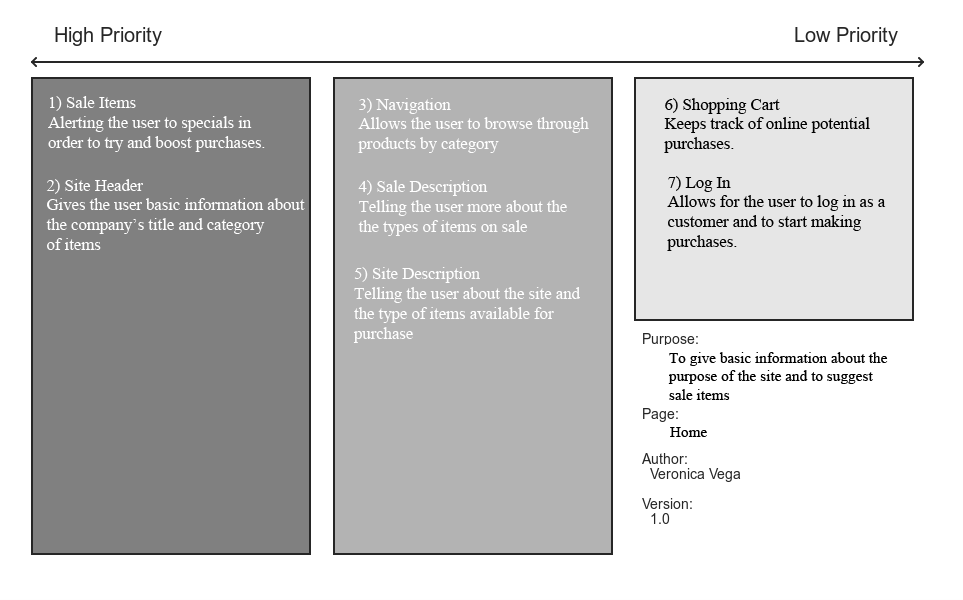 High Priority
Low Priority
1) Sale Items
Alerting the user to specials in
order to try and boost purchases.
2) Site Header
Gives the user basic information about
the company’s title and category
of items
3) Navigation
Allows the user to browse through
products by category
4) Sale Description
Telling the user more about the
the types of items on sale
5) Site Description
Telling the user about the site and
the type of items available for
purchase
6) Shopping Cart
Keeps track of online potential
purchases.
7) Log In
Allows for the user to log in as a
customer and to start making
purchases.
Purpose:
To give basic information about the
purpose of the site and to suggest
sale items
Page:
Home
Author:
Veronica Vega
Version:
1.0